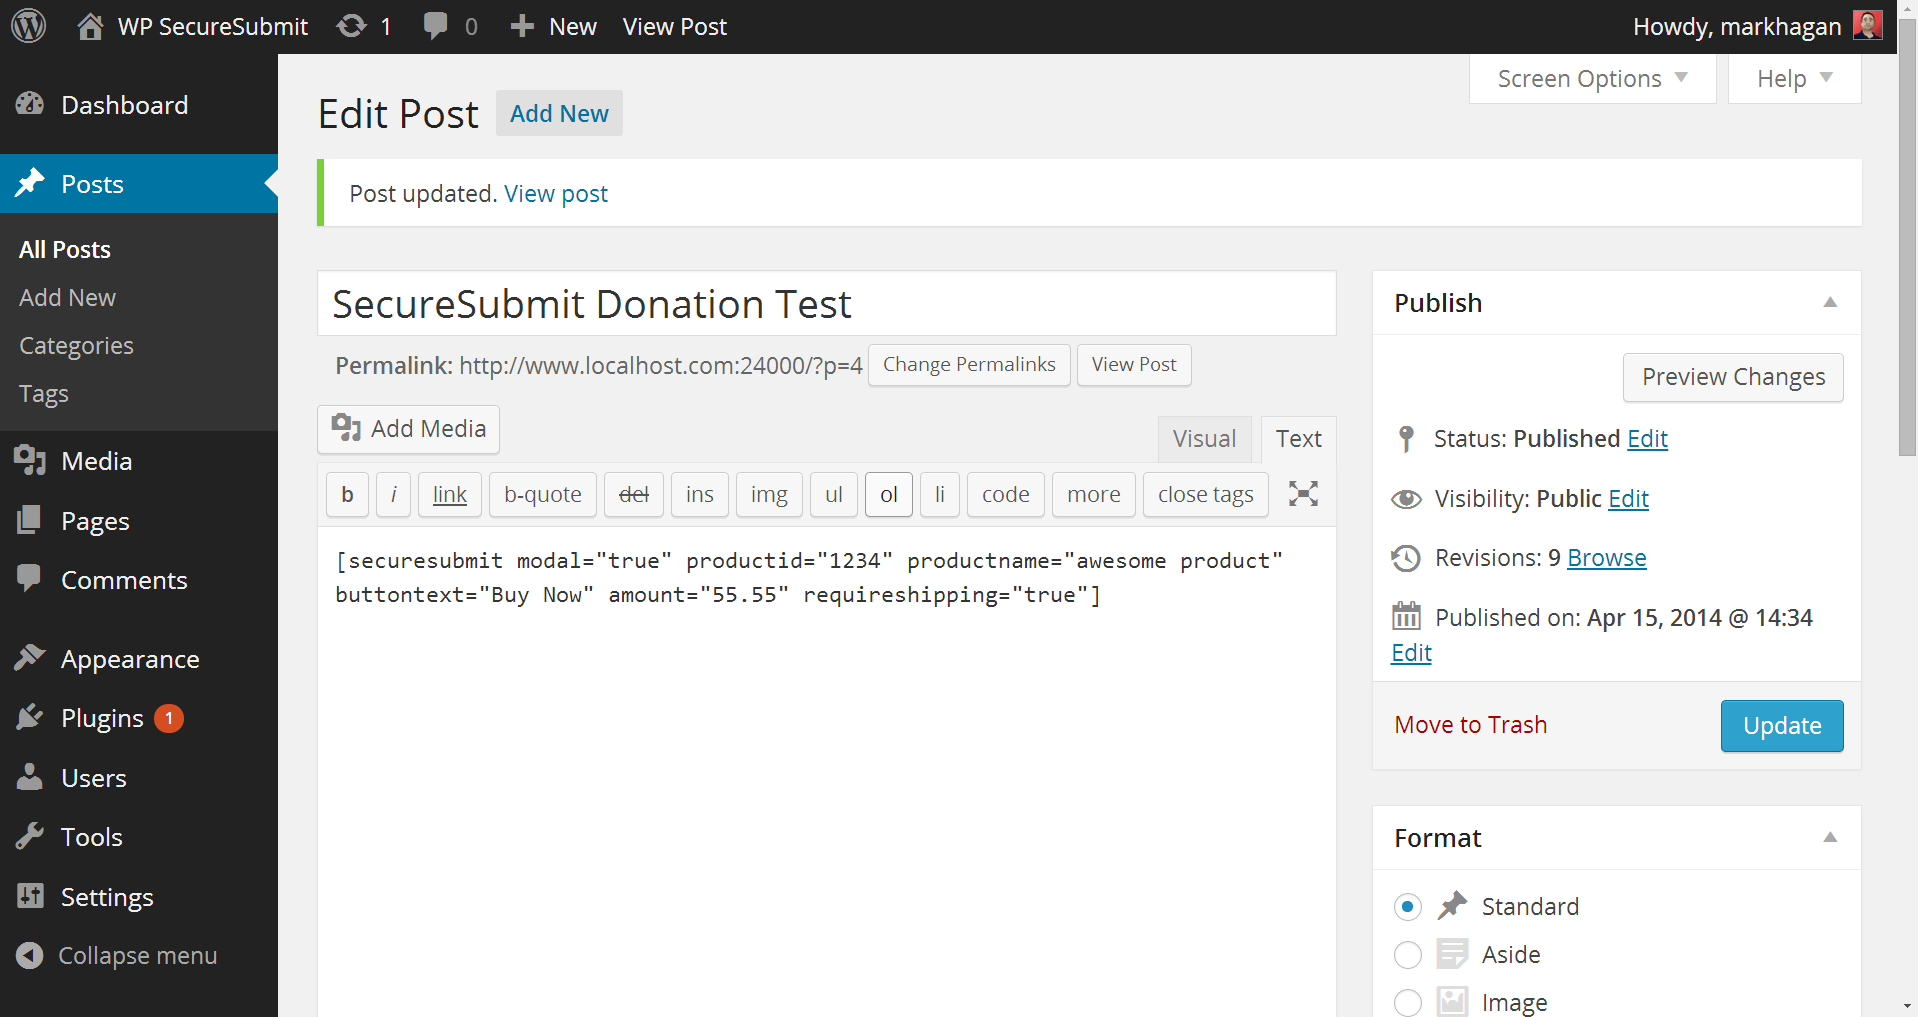 WP SecureSubmit 1 0 New View Post Howdy, markhagan
Screen Options Help
Dashboard
Posts
All Posts
Add New
Categories
Tags
Media
Pages
Comments
Appearance
Plugins 1
Users
Tools
Settings
Collapse menu
Edit Post Add New
Post updated. View post
SecureSubmit Donation Test
Permalink: http://www.localhost.com:24000/?p=4 Change Permalinks View Post
Add Media
Visual Text
b i link b-quote del ins img ul ol li code more close tags
[securesubmit modal="true" productid="1234" productname="awesome product"
buttontext="Buy Now" amount="55.55" requireshipping="true"]
Publish
Preview Changes
Status: Published Edit
Visibility: Public Edit
Revisions: 9 Browse
Published on: Apr 15, 2014 @ 14:34
Edit
Move to Trash Update
Format
Standard
Aside
Image